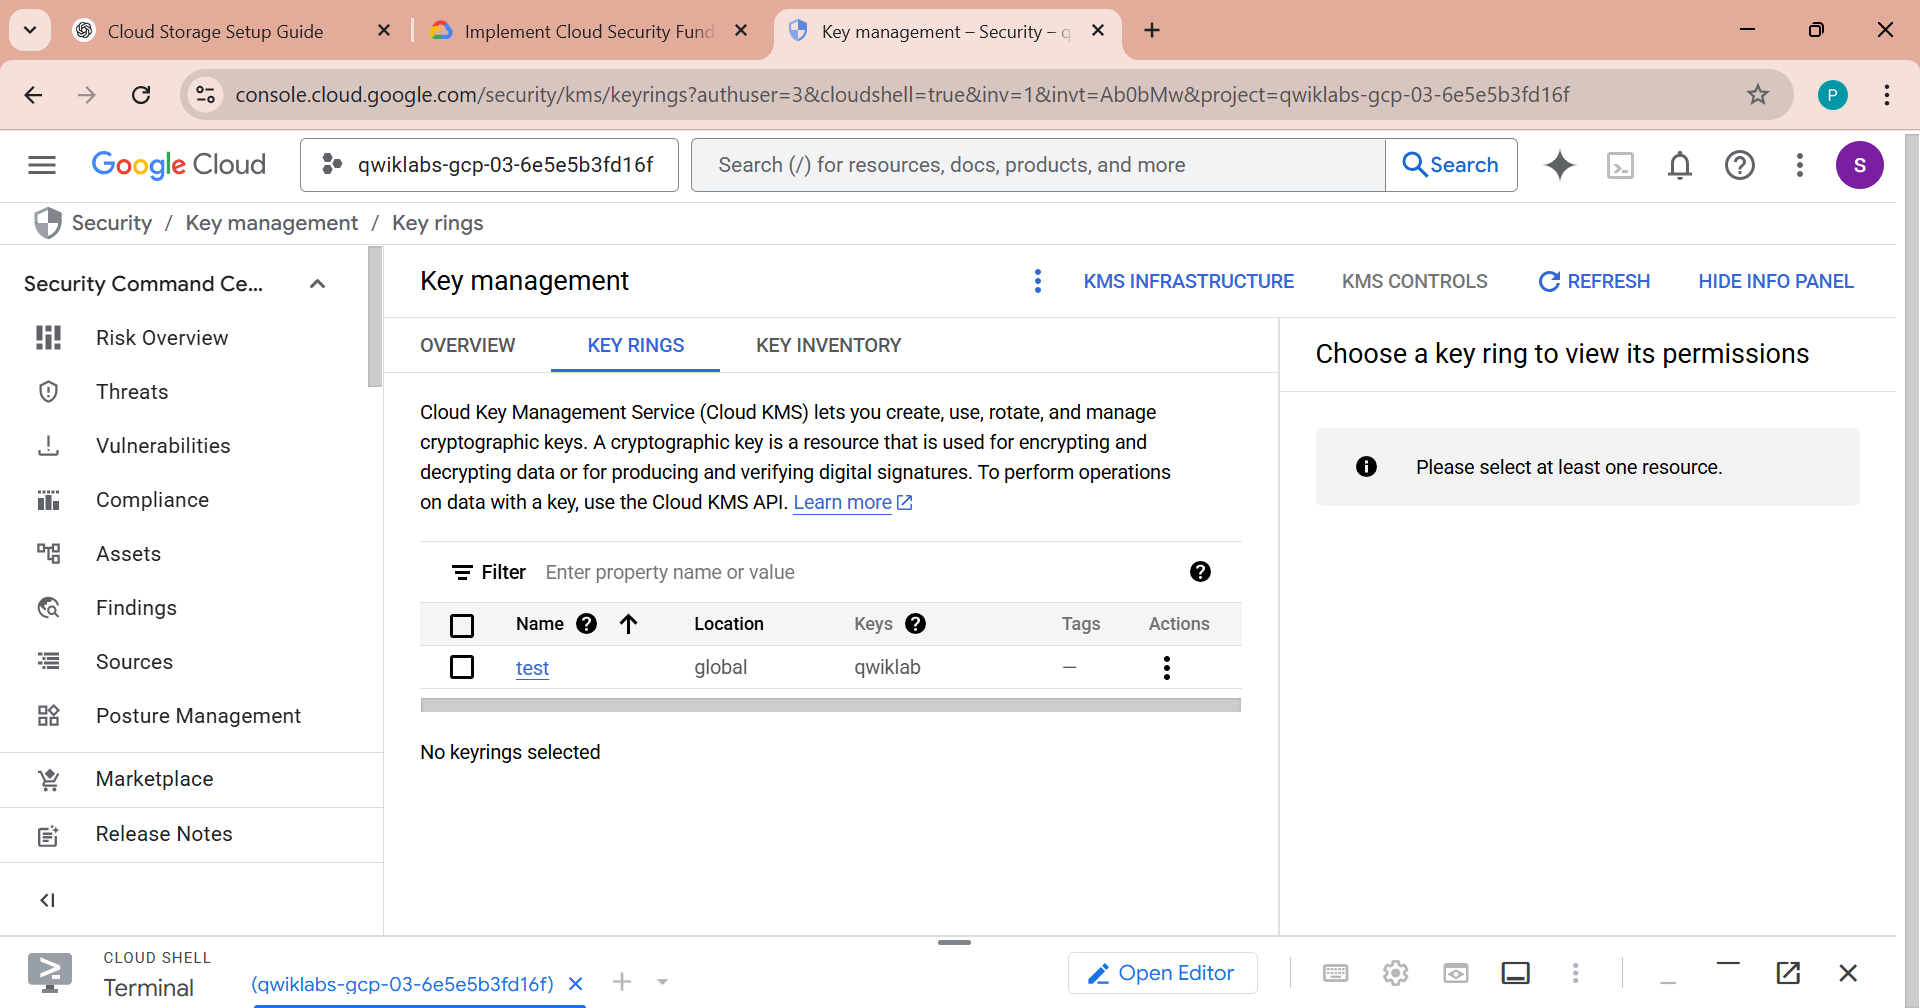 Cloud Storage Setup Guide
Implement Cloud Security Fund
Key management – Security – q
console.cloud.google.com/security/kms/keyrings?authuser=3&cloudshell=true&inv=1&invt=Ab0bMw&project=qwiklabs-gcp-03-6e5e5b3fd16f
P
Google Cloud
qwiklabs-gcp-03-6e5e5b3fd16f
Search (/) for resources, docs, products, and more
Search
S
Security / Key management / Key rings
Security Command Ce...
Risk Overview
Threats
Vulnerabilities
Compliance
Assets
Findings
Sources
Posture Management
Marketplace
Release Notes
Key management
KMS INFRASTRUCTURE
KMS CONTROLS
REFRESH
HIDE INFO PANEL
OVERVIEW
KEY RINGS
KEY INVENTORY
Cloud Key Management Service (Cloud KMS) lets you create, use, rotate, and manage
cryptographic keys. A cryptographic key is a resource that is used for encrypting and
decrypting data or for producing and verifying digital signatures. To perform operations
on data with a key, use the Cloud KMS API. Learn more
Filter Enter property name or value
Name Location Keys Tags Actions
test global qwiklab —
No keyrings selected
Choose a key ring to view its permissions
Please select at least one resource.
CLOUD SHELL
Terminal
(qwiklabs-gcp-03-6e5e5b3fd16f)
Open Editor